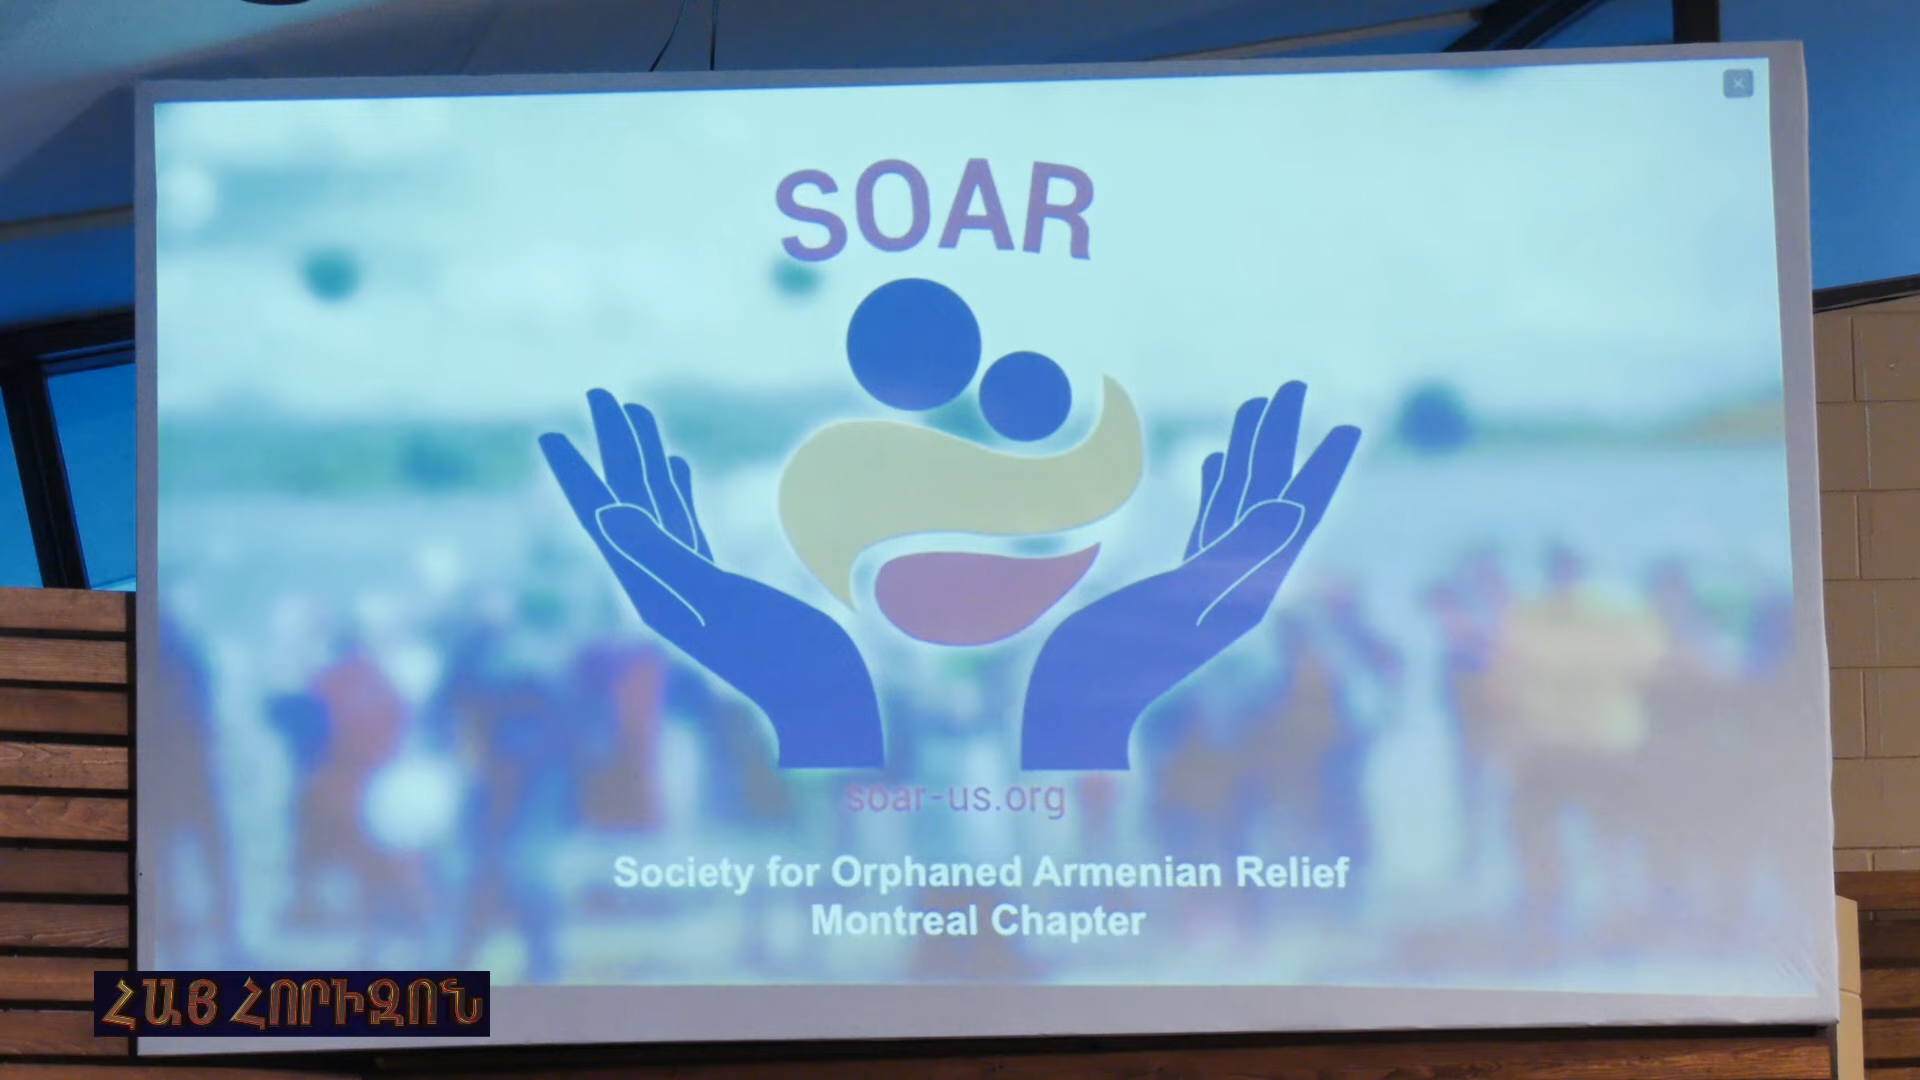 SOAR
soar-us.org
Society for Orphaned Armenian Relief
Montreal Chapter
ՀԱՅ ՀՈՐԻԶՈՆ